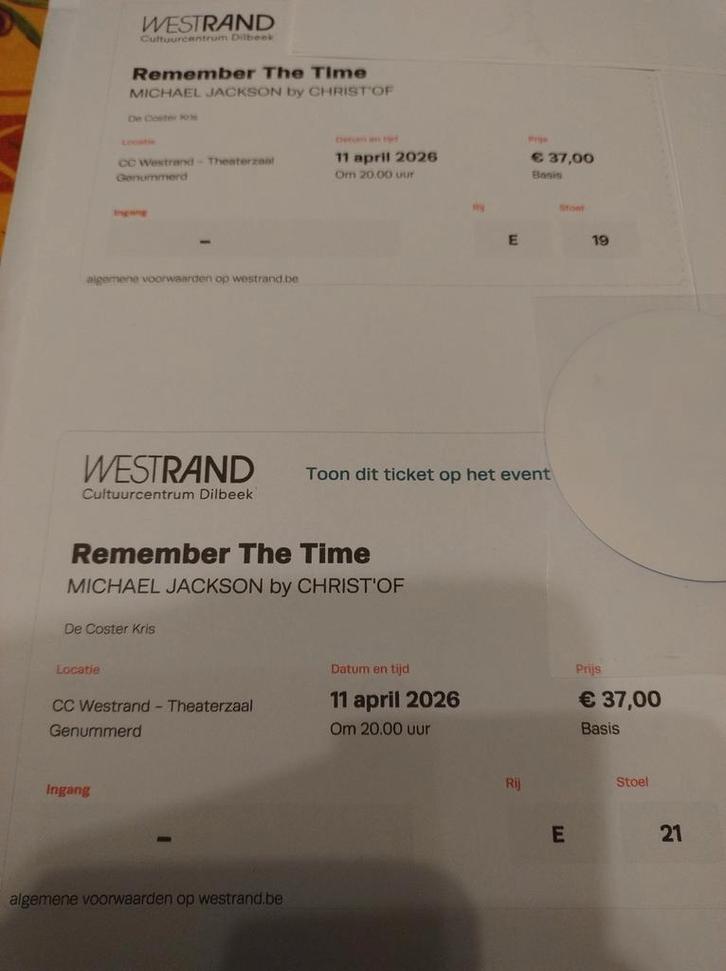 WESTRAND
Cultuurcentrum Dilbeek
Remember The Time
MICHAEL JACKSON by CHRIST'OF
De Coster Kris
Locatie
Datum en tijd
Prijs
CC Westrand - Theaterzaal
11 april 2026
€ 37,00
Genummerd
Om 20.00 uur
Basis
Ingang
Rij
Stoel
–
E
19
algemene voorwaarden op westrand.be
WESTRAND
Toon dit ticket op het event
Cultuurcentrum Dilbeek
Remember The Time
MICHAEL JACKSON by CHRIST'OF
De Coster Kris
Locatie
Datum en tijd
Prijs
CC Westrand - Theaterzaal
11 april 2026
€ 37,00
Genummerd
Om 20.00 uur
Basis
Ingang
Rij
Stoel
–
E
21
algemene voorwaarden op westrand.be